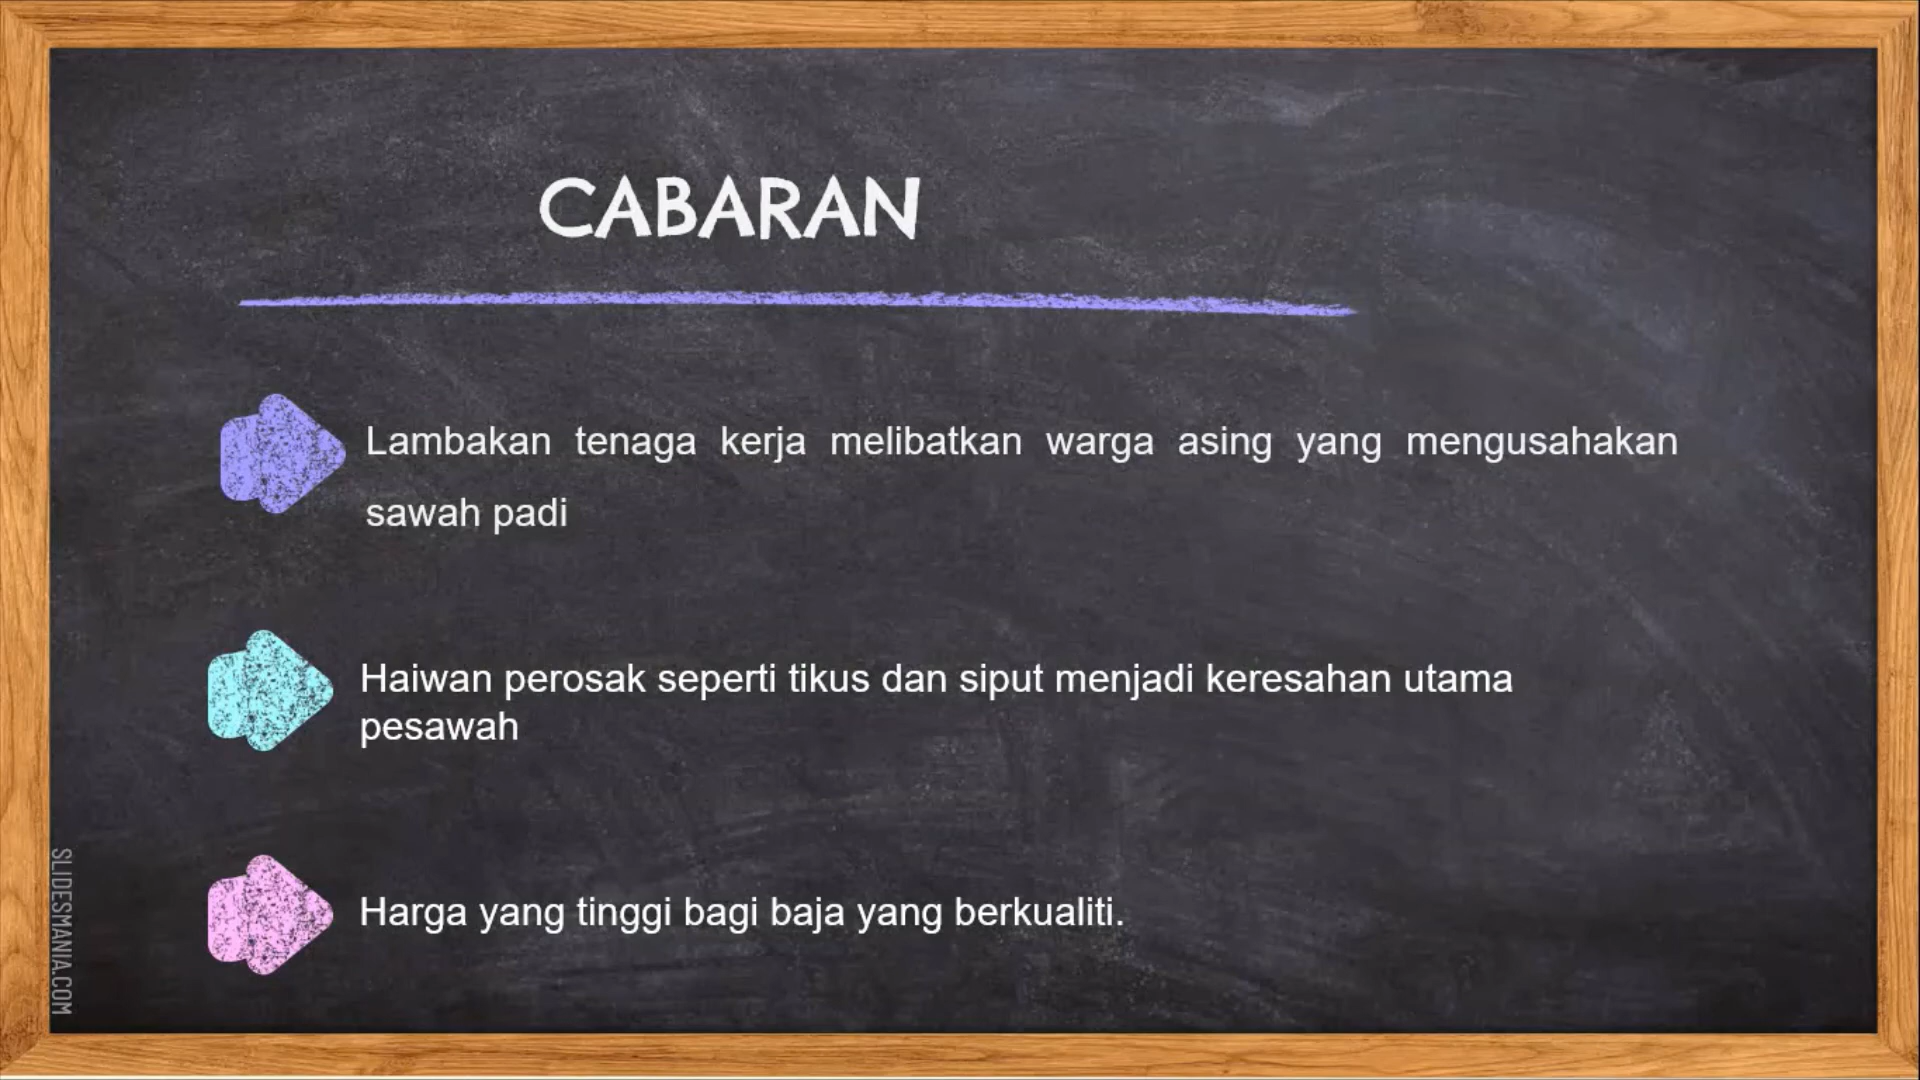 CABARAN
Lambakan tenaga kerja melibatkan warga asing yang mengusahakan
sawah padi
Haiwan perosak seperti tikus dan siput menjadi keresahan utama
pesawah
Harga yang tinggi bagi baja yang berkualiti.
SLIDESMANIA.COM